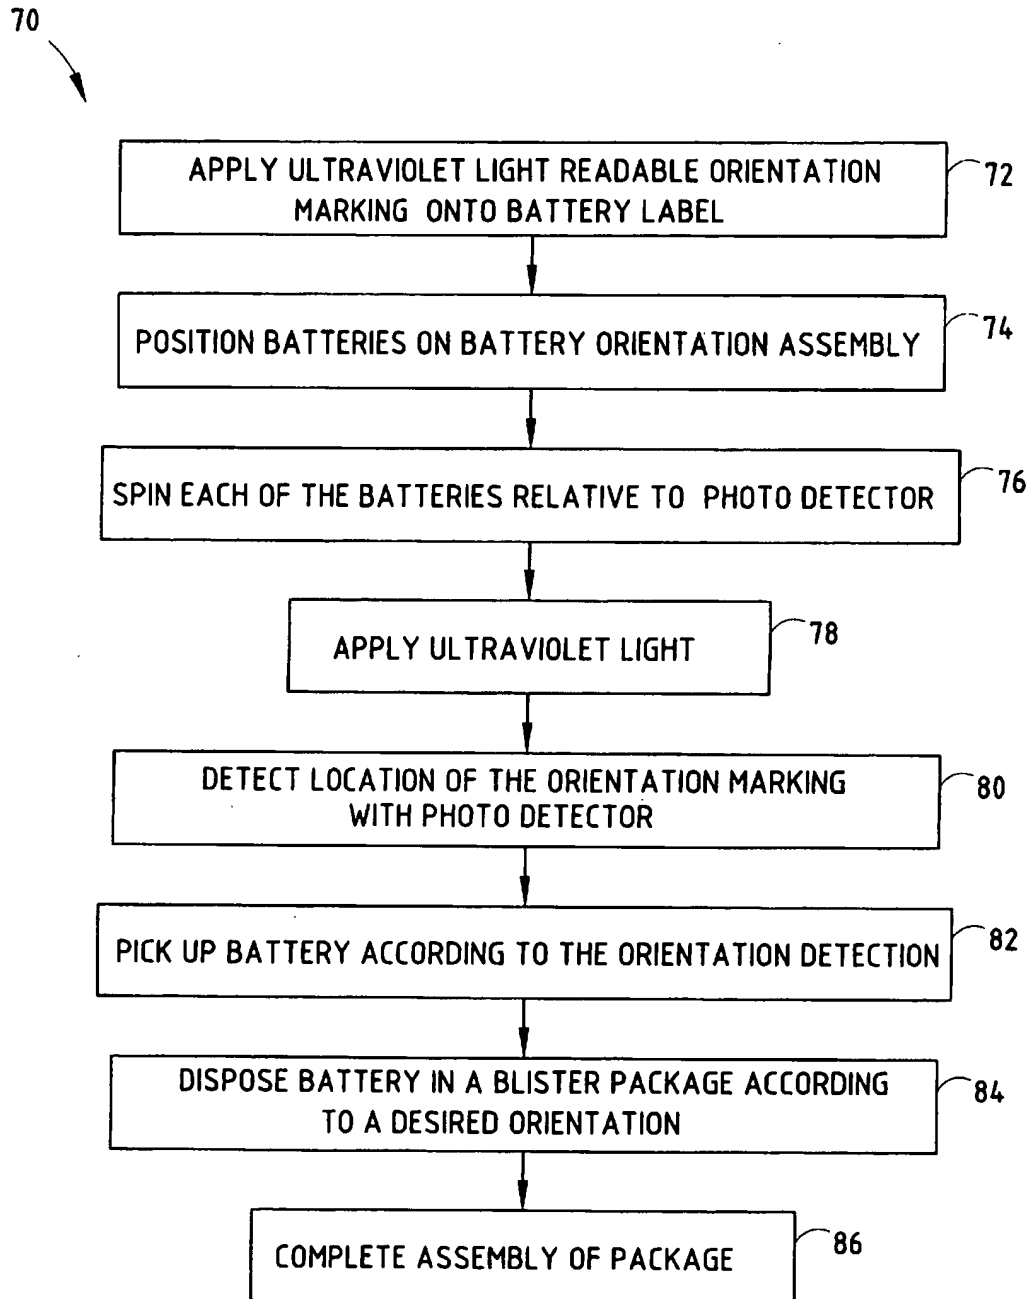 70
APPLY ULTRAVIOLET LIGHT READABLE ORIENTATION
MARKING ONTO BATTERY LABEL
72
POSITION BATTERIES ON BATTERY ORIENTATION ASSEMBLY
74
SPIN EACH OF THE BATTERIES RELATIVE TO PHOTO DETECTOR
76
APPLY ULTRAVIOLET LIGHT
78
DETECT LOCATION OF THE ORIENTATION MARKING
WITH PHOTO DETECTOR
80
PICK UP BATTERY ACCORDING TO THE ORIENTATION DETECTION
82
DISPOSE BATTERY IN A BLISTER PACKAGE ACCORDING
TO A DESIRED ORIENTATION
84
COMPLETE ASSEMBLY OF PACKAGE
86